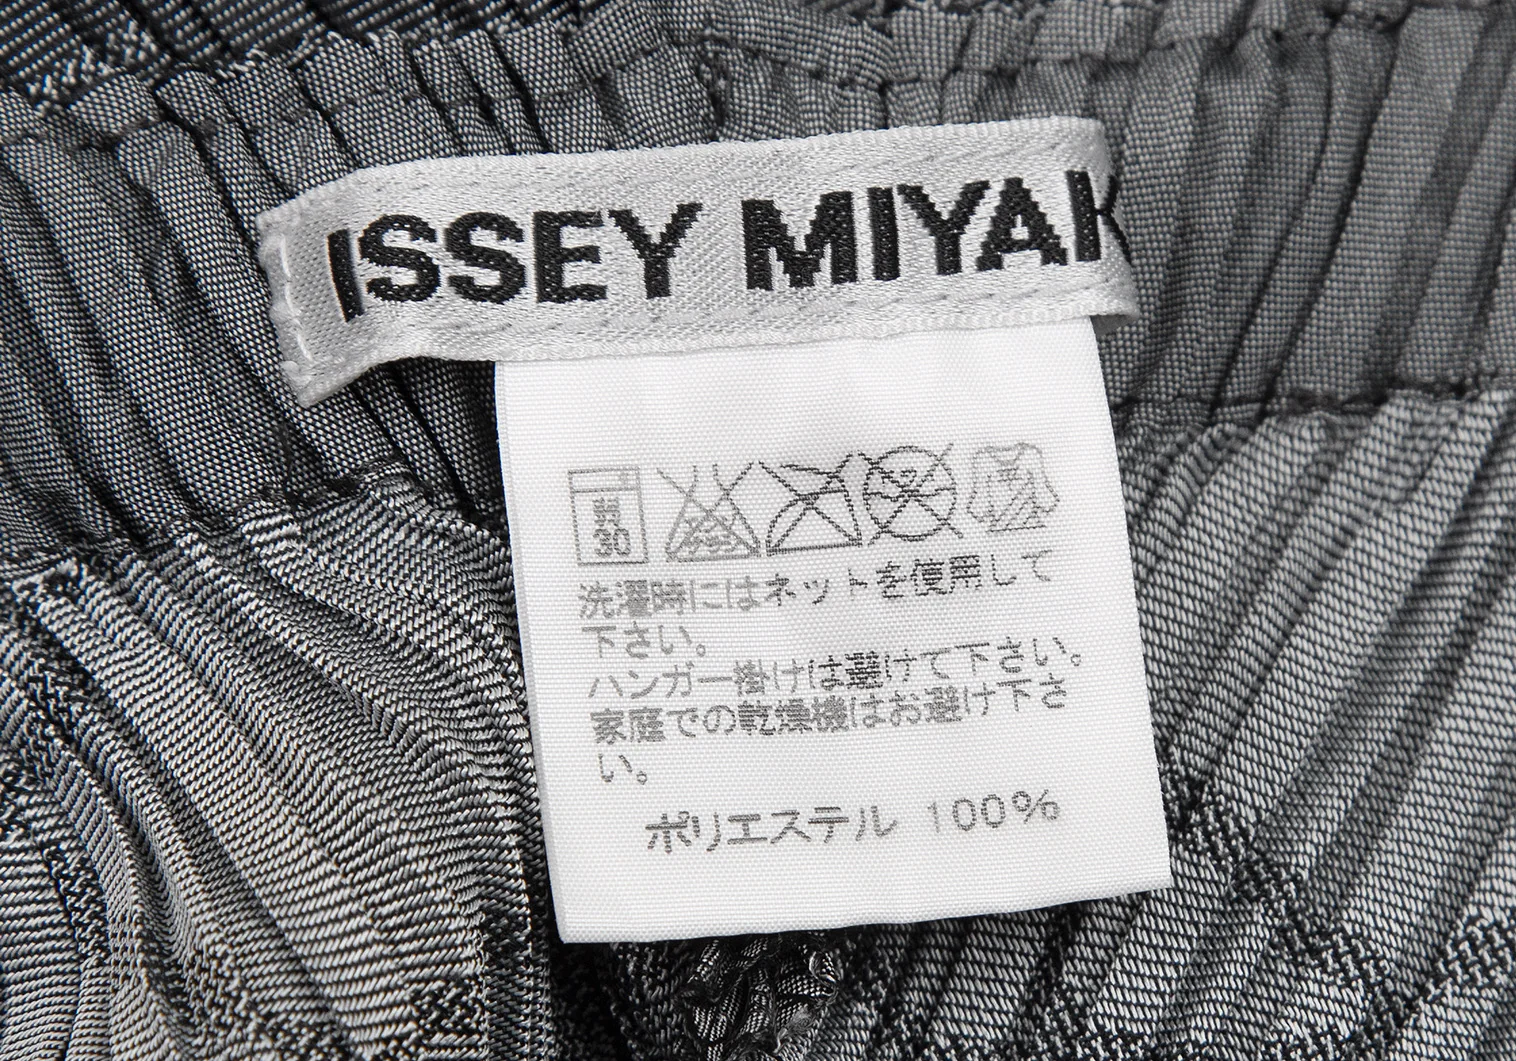 ISSEY MIYAK
弱
30
洗濯時にはネットを使用して
下さい。
ハンガー掛けは避けて下さい。
家庭での乾燥機はお避け下さ
い。
ポリエステル 100%